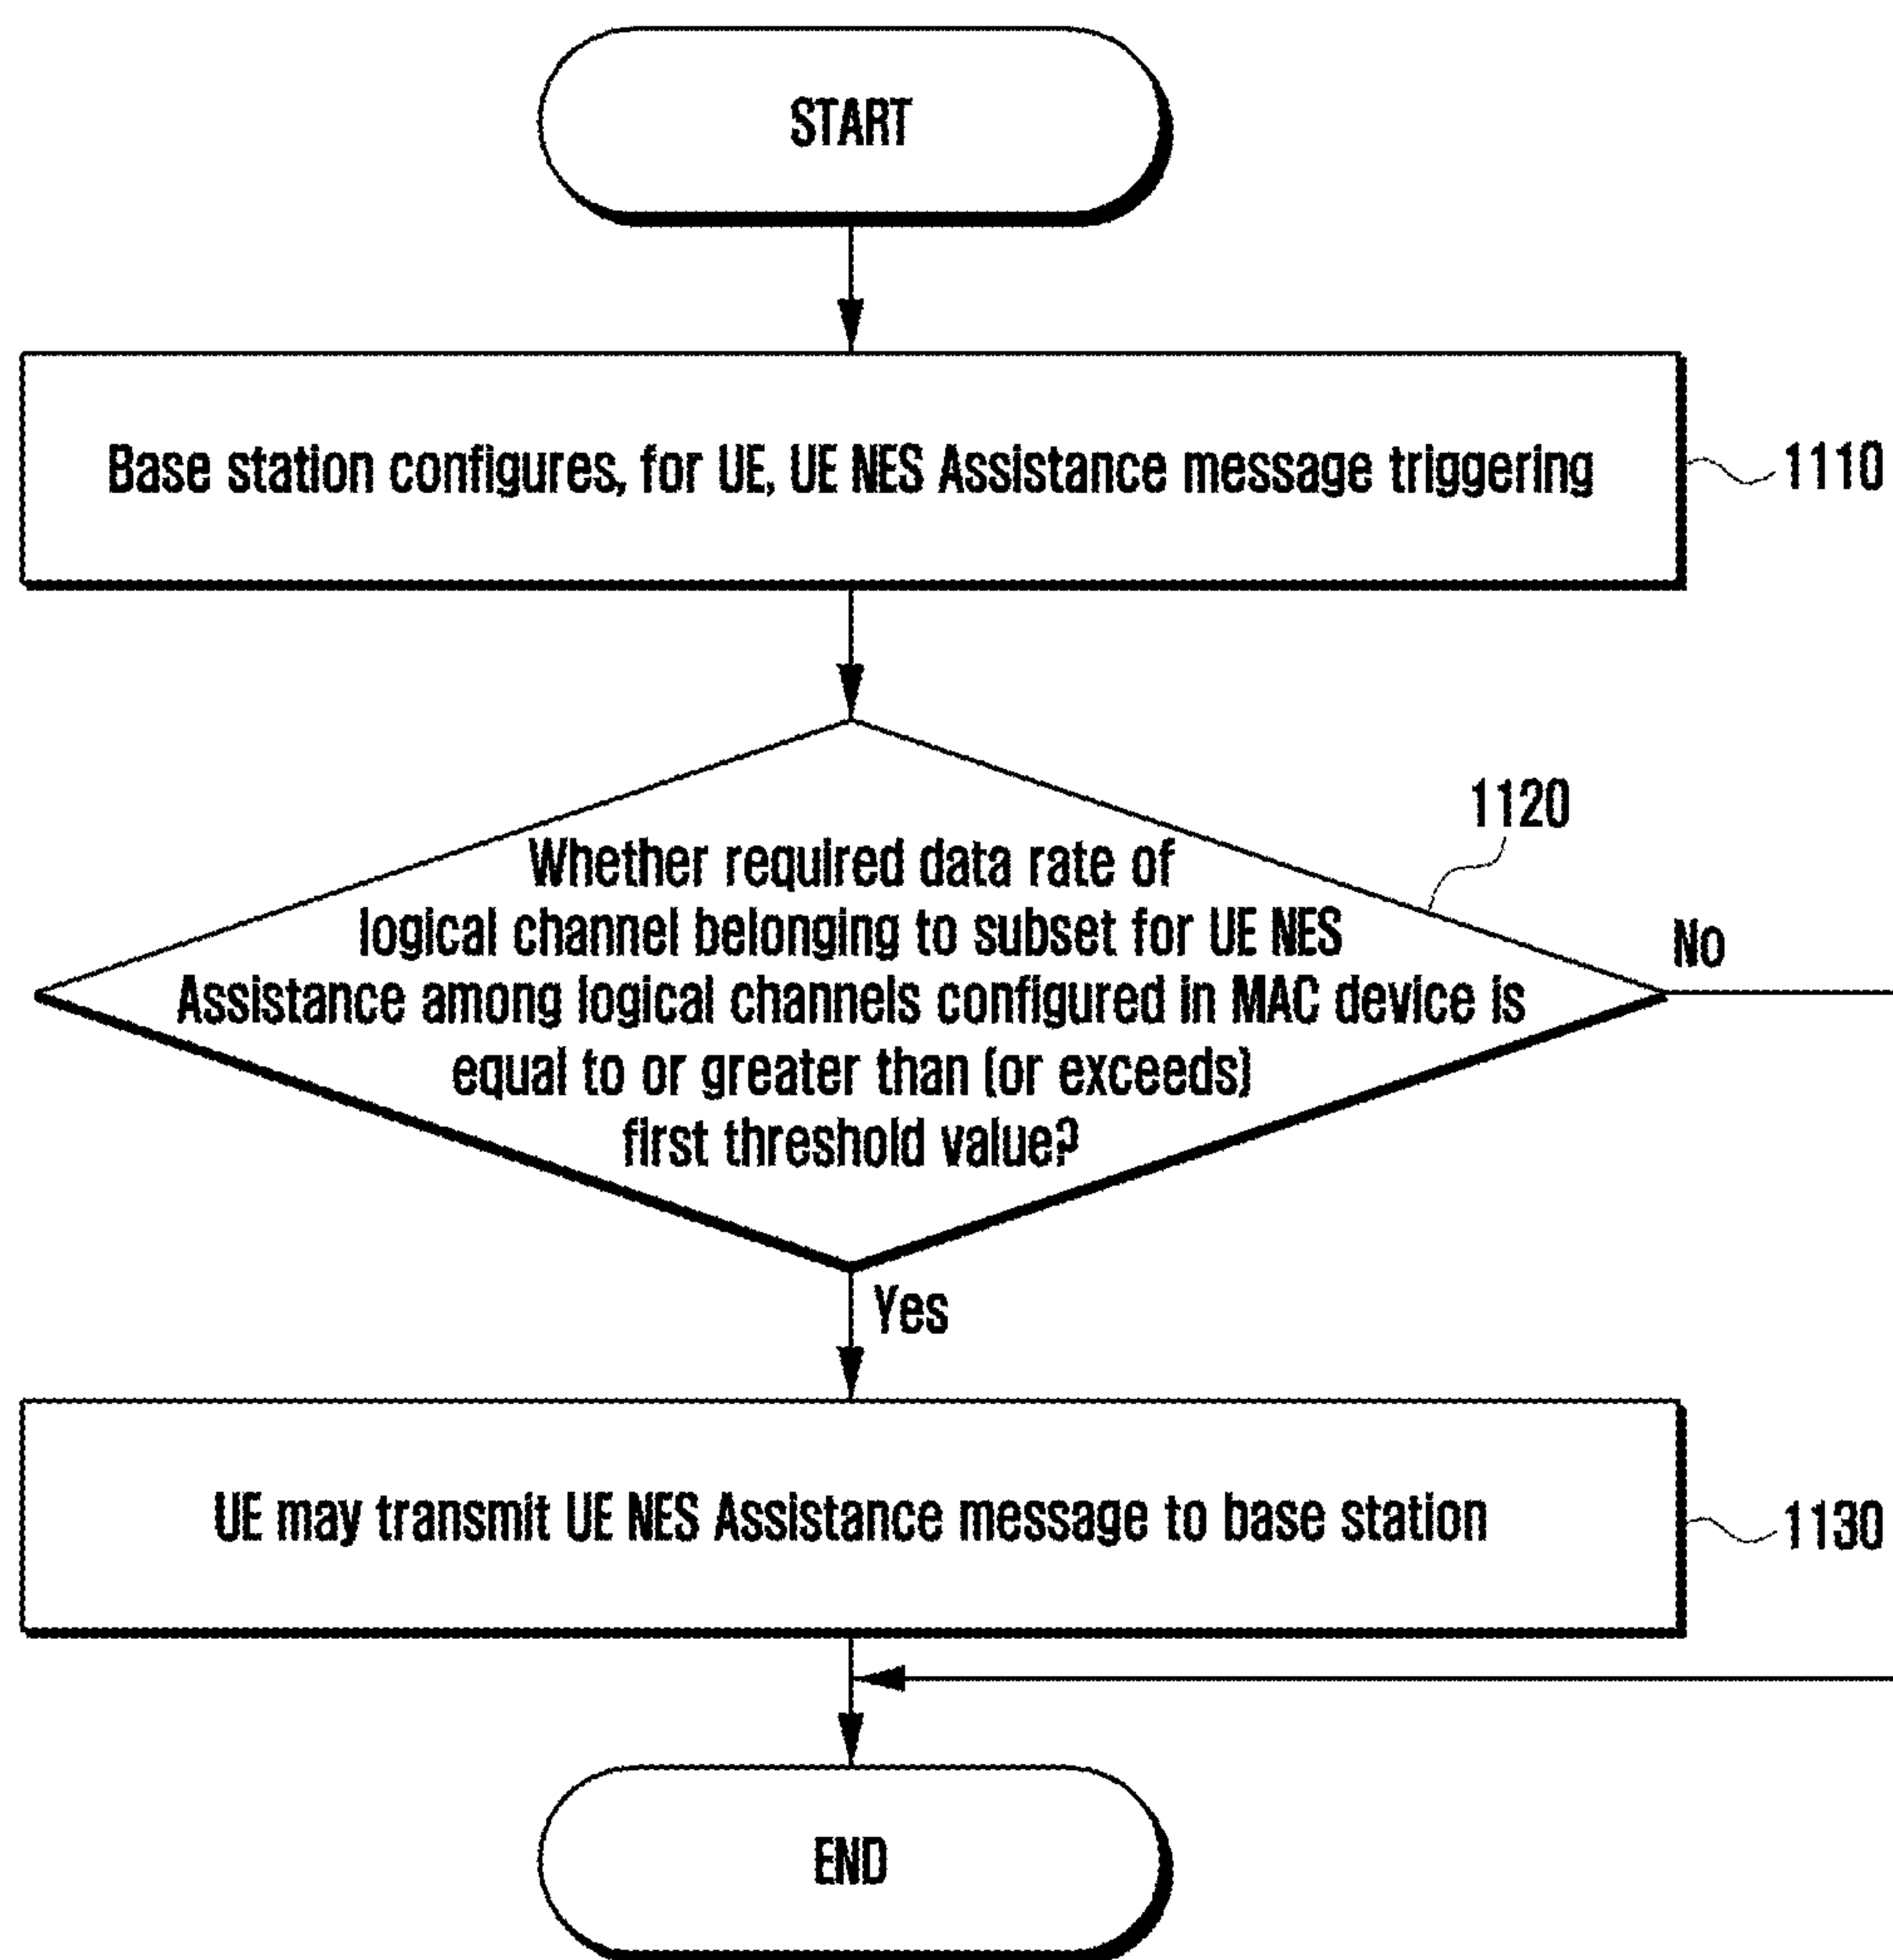 START
Base station configures, for UE, UE NES Assistance message triggering
1110
1120
Whether required data rate of
logical channel belonging to subset for UE NES
Assistance among logical channels configured in MAC device is
equal to or greater than (or exceeds)
first threshold value?
No
Yes
UE may transmit UE NES Assistance message to base station
1130
END